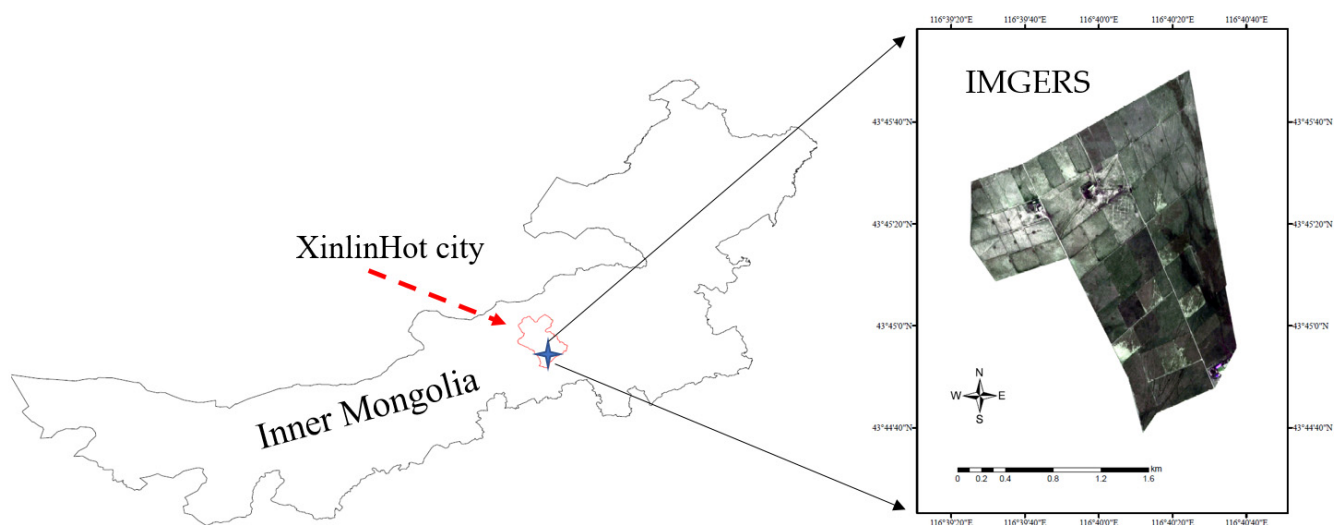 XinlinHot city
Inner Mongolia
116°39'20"E 116°39'40"E 116°40'0"E 116°40'20"E 116°40'40"E
IMGERS
43°45'40"N 43°45'40"N
43°45'20"N 43°45'20"N
43°45'0"N 43°45'0"N
43°44'40"N 43°44'40"N
N
W E
S
km
0 0.2 0.4 0.8 1.2 1.6
116°39'20"E 116°39'40"E 116°40'0"E 116°40'20"E 116°40'40"E